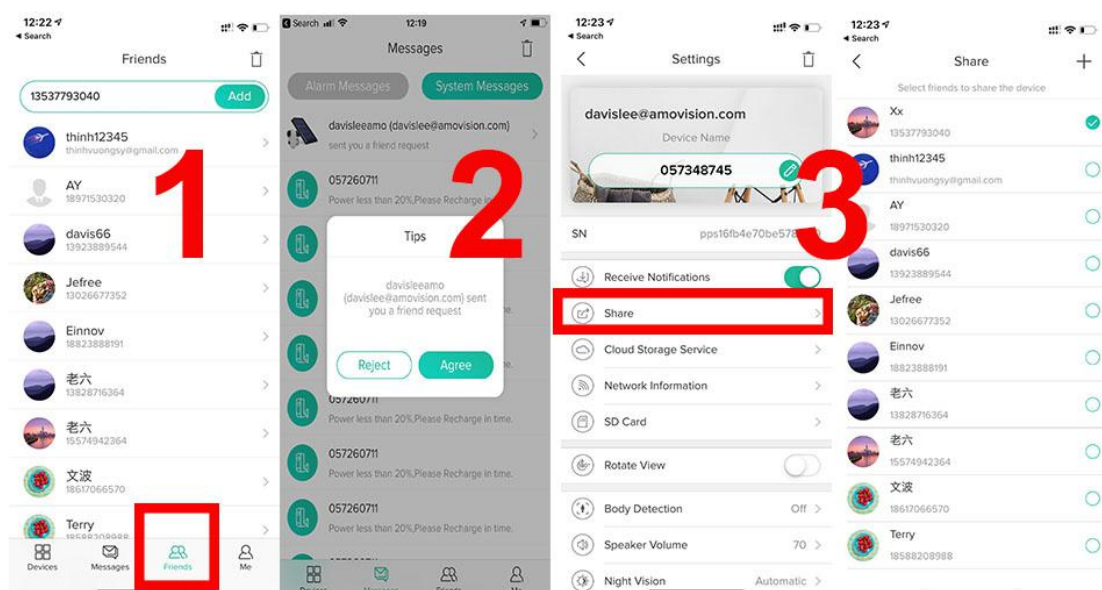 12:22
Search
Friends
13537793040
Add
thinh12345
thinhvuongsy@gmail.com
AY
18971530320
davis66
13923889544
Jefree
13026677352
Einnov
18823888191
老六
13828716364
老六
15574942364
文波
18617066570
Terry
18588208988
Devices
Messages
Friends
Me
1
Search
12:19
Messages
Alarm Messages
System Messages
davisleeamo (davislee@amovision.com)
sent you a friend request
057260711
Power less than 20%,Please Recharge in
Tips
davisleeamo
(davislee@amovision.com) sent
you a friend request
Reject
Agree
057260711
Power less than 20%,Please Recharge in time.
057260711
Power less than 20%,Please Recharge in time.
057260711
Power less than 20%,Please Recharge in time.
2
12:23
Search
Settings
davislee@amovision.com
Device Name
057348745
SN
pps16fb4e70be578
Receive Notifications
Share
Cloud Storage Service
Network Information
SD Card
Rotate View
Body Detection
Off
Speaker Volume
70
Night Vision
Automatic
3
12:23
Search
Share
Select friends to share the device
Xx
13537793040
thinh12345
thinhvuongsy@gmail.com
AY
18971530320
davis66
13923889544
Jefree
13026677352
Einnov
18823888191
老六
13828716364
老六
15574942364
文波
18617066570
Terry
18588208988